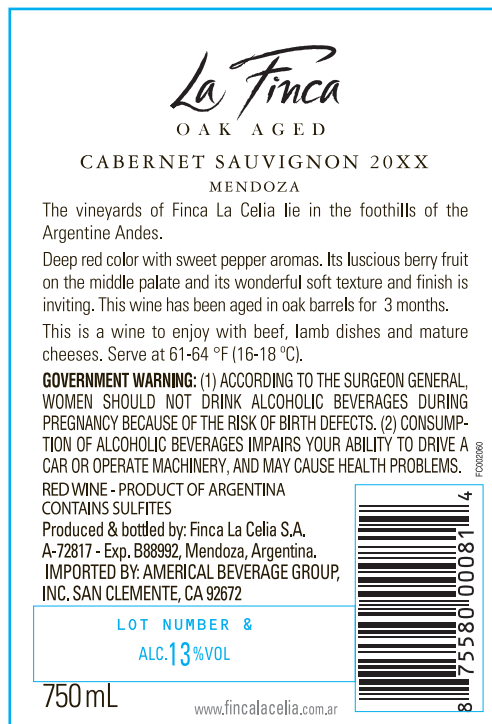 La Finca
OAK AGED
CABERNET SAUVIGNON 20XX
MENDOZA
The vineyards of Finca La Celia lie in the foothills of the
Argentine Andes.
Deep red color with sweet pepper aromas. Its luscious berry fruit
on the middle palate and its wonderful soft texture and finish is
inviting. This wine has been aged in oak barrels for 3 months.
This is a wine to enjoy with beef, lamb dishes and mature
cheeses. Serve at 61-64 °F (16-18 ºC).
GOVERNMENT WARNING: (1) ACCORDING TO THE SURGEON GENERAL,
WOMEN SHOULD NOT DRINK ALCOHOLIC BEVERAGES DURING
PREGNANCY BECAUSE OF THE RISK OF BIRTH DEFECTS. (2) CONSUMP-
TION OF ALCOHOLIC BEVERAGES IMPAIRS YOUR ABILITY TO DRIVE A
CAR OR OPERATE MACHINERY, AND MAY CAUSE HEALTH PROBLEMS.
FC002060
RED WINE - PRODUCT OF ARGENTINA
CONTAINS SULFITES
Produced & bottled by: Finca La Celia S.A.
A-72817 - Exp. B88992, Mendoza, Argentina.
IMPORTED BY: AMERICAL BEVERAGE GROUP,
INC. SAN CLEMENTE, CA 92672
LOT NUMBER &
ALC.13%VOL
750 mL
www.fincalacelia.com.ar
8 75580 00081 4